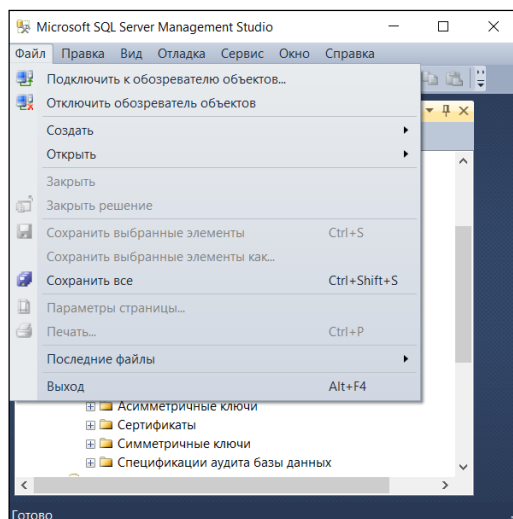 Microsoft SQL Server Management Studio
Файл Правка Вид Отладка Сервис Окно Справка
Подключить к обозревателю объектов...
Отключить обозреватель объектов
Создать
Открыть
Закрыть
Закрыть решение
Сохранить выбранные элементы Ctrl+S
Сохранить выбранные элементы как...
Сохранить все Ctrl+Shift+S
Параметры страницы...
Печать... Ctrl+P
Последние файлы
Выход Alt+F4
Асимметричные ключи
Сертификаты
Симметричные ключи
Спецификации аудита базы данных
Готово